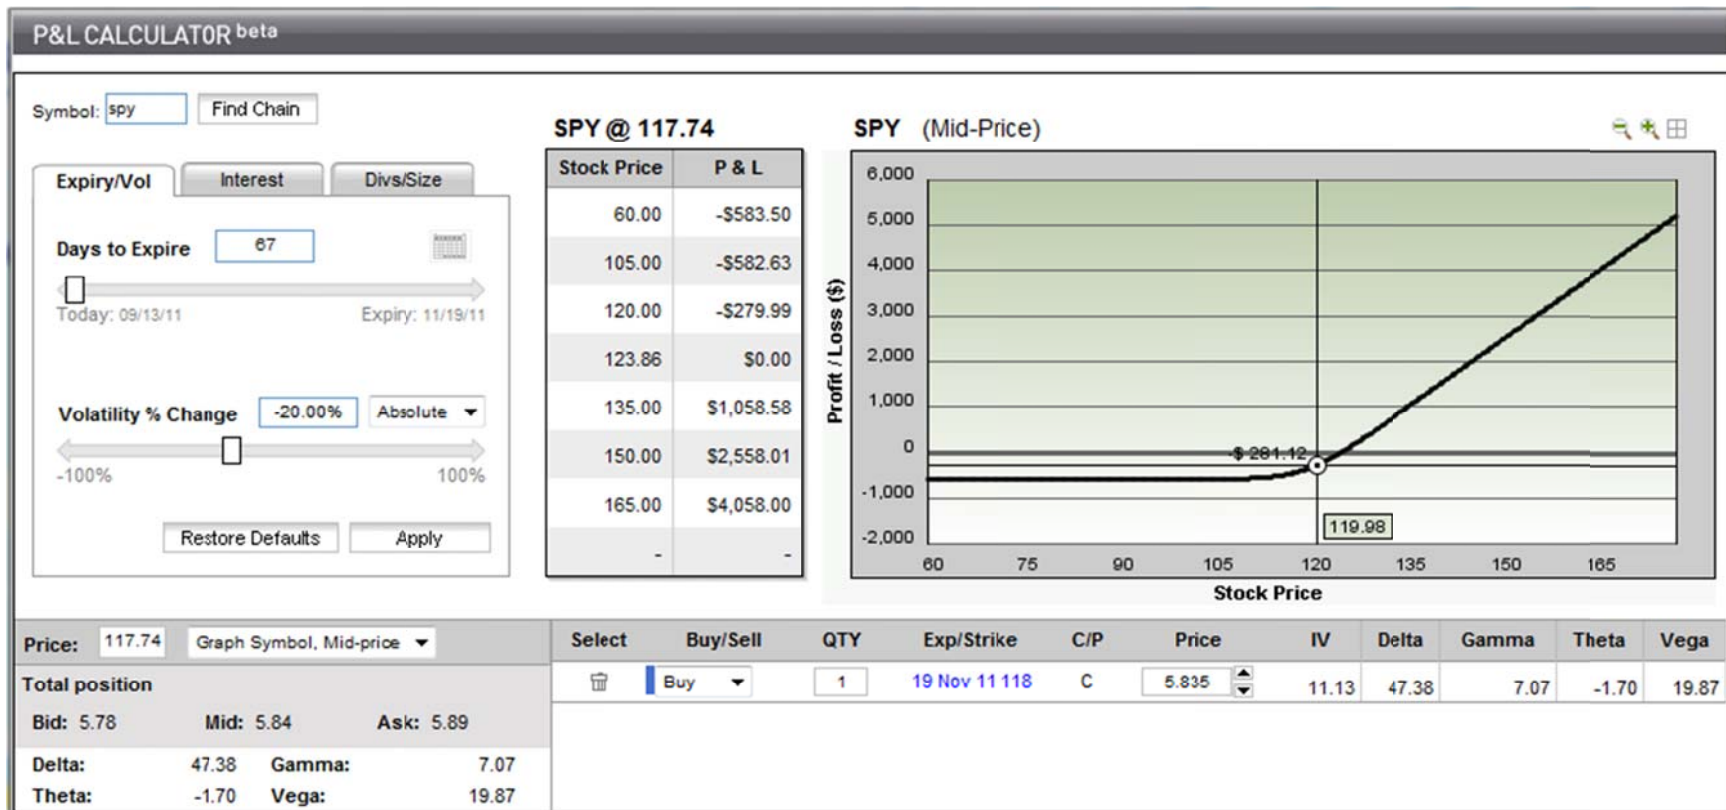 P&L CALCULATOR beta
Symbol: spy Find Chain
Expiry/Vol Interest Divs/Size
Days to Expire 67
Today: 09/13/11 Expiry: 11/19/11
Volatility % Change -20.00% Absolute
-100% 100%
Restore Defaults Apply
SPY @ 117.74
Stock Price P & L
60.00 -$583.50
105.00 -$582.63
120.00 -$279.99
123.86 $0.00
135.00 $1,058.58
150.00 $2,558.01
165.00 $4,058.00
- -
SPY (Mid-Price)
Profit / Loss ($)
6,000
5,000
4,000
3,000
2,000
1,000
0
-1,000
-2,000
-$ 281.12
119.98
60 75 90 105 120 135 150 165
Stock Price
Price: 117.74 Graph Symbol, Mid-price
Total position
Bid: 5.78 Mid: 5.84 Ask: 5.89
Delta: 47.38 Gamma: 7.07
Theta: -1.70 Vega: 19.87
Select Buy/Sell QTY Exp/Strike C/P Price IV Delta Gamma Theta Vega
Buy 1 19 Nov 11 118 C 5.835 11.13 47.38 7.07 -1.70 19.87